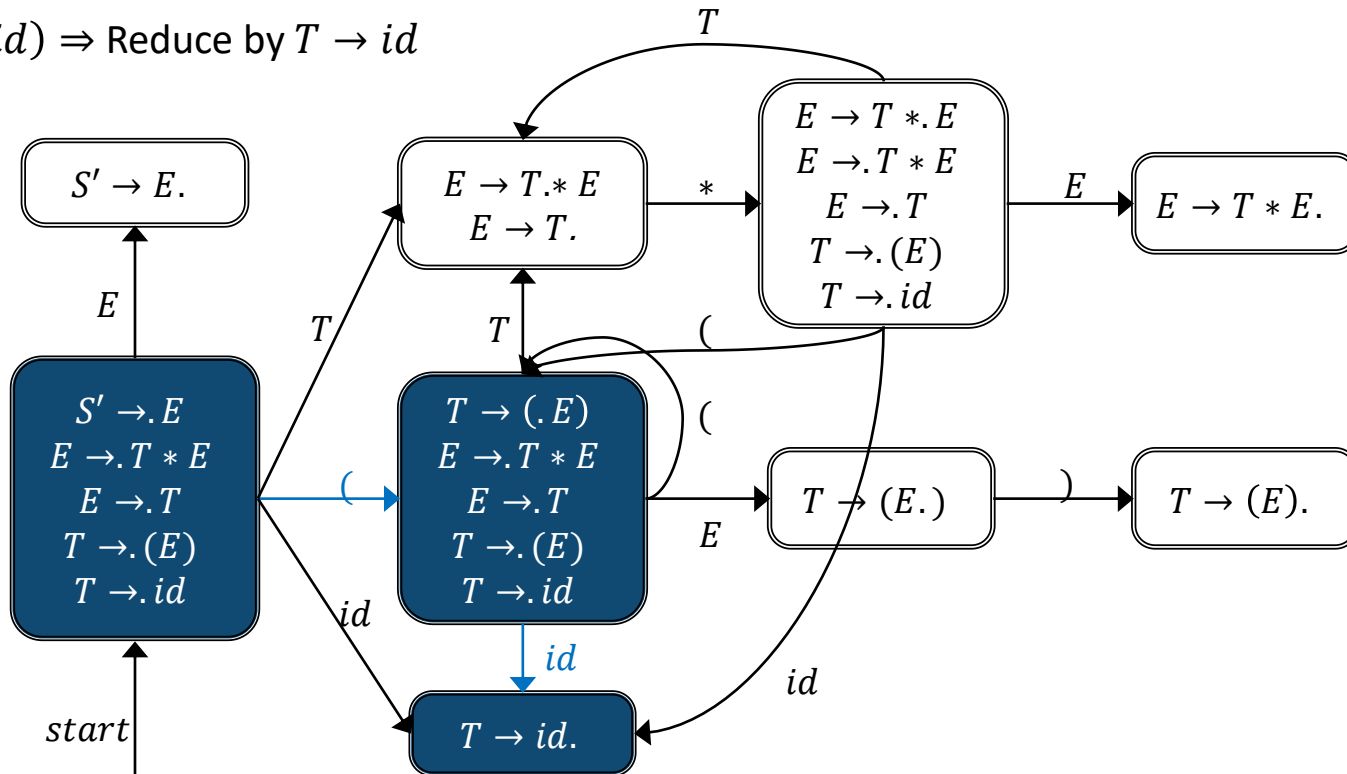 id) ⇒ Reduce by T → id
T
S′ → E.
E → T.∗ E
E → T.
∗
E → T ∗. E
E →. T ∗ E
E →. T
T →. (E)
T →. id
E
E → T ∗ E.
E
T
T
(
S′ →. E
E →. T ∗ E
E →. T
T →. (E)
T →. id
(
T → (. E)
E →. T ∗ E
E →. T
T →. (E)
T →. id
(
E
T → (E.)
)
T → (E).
id
id
id
T → id.
start